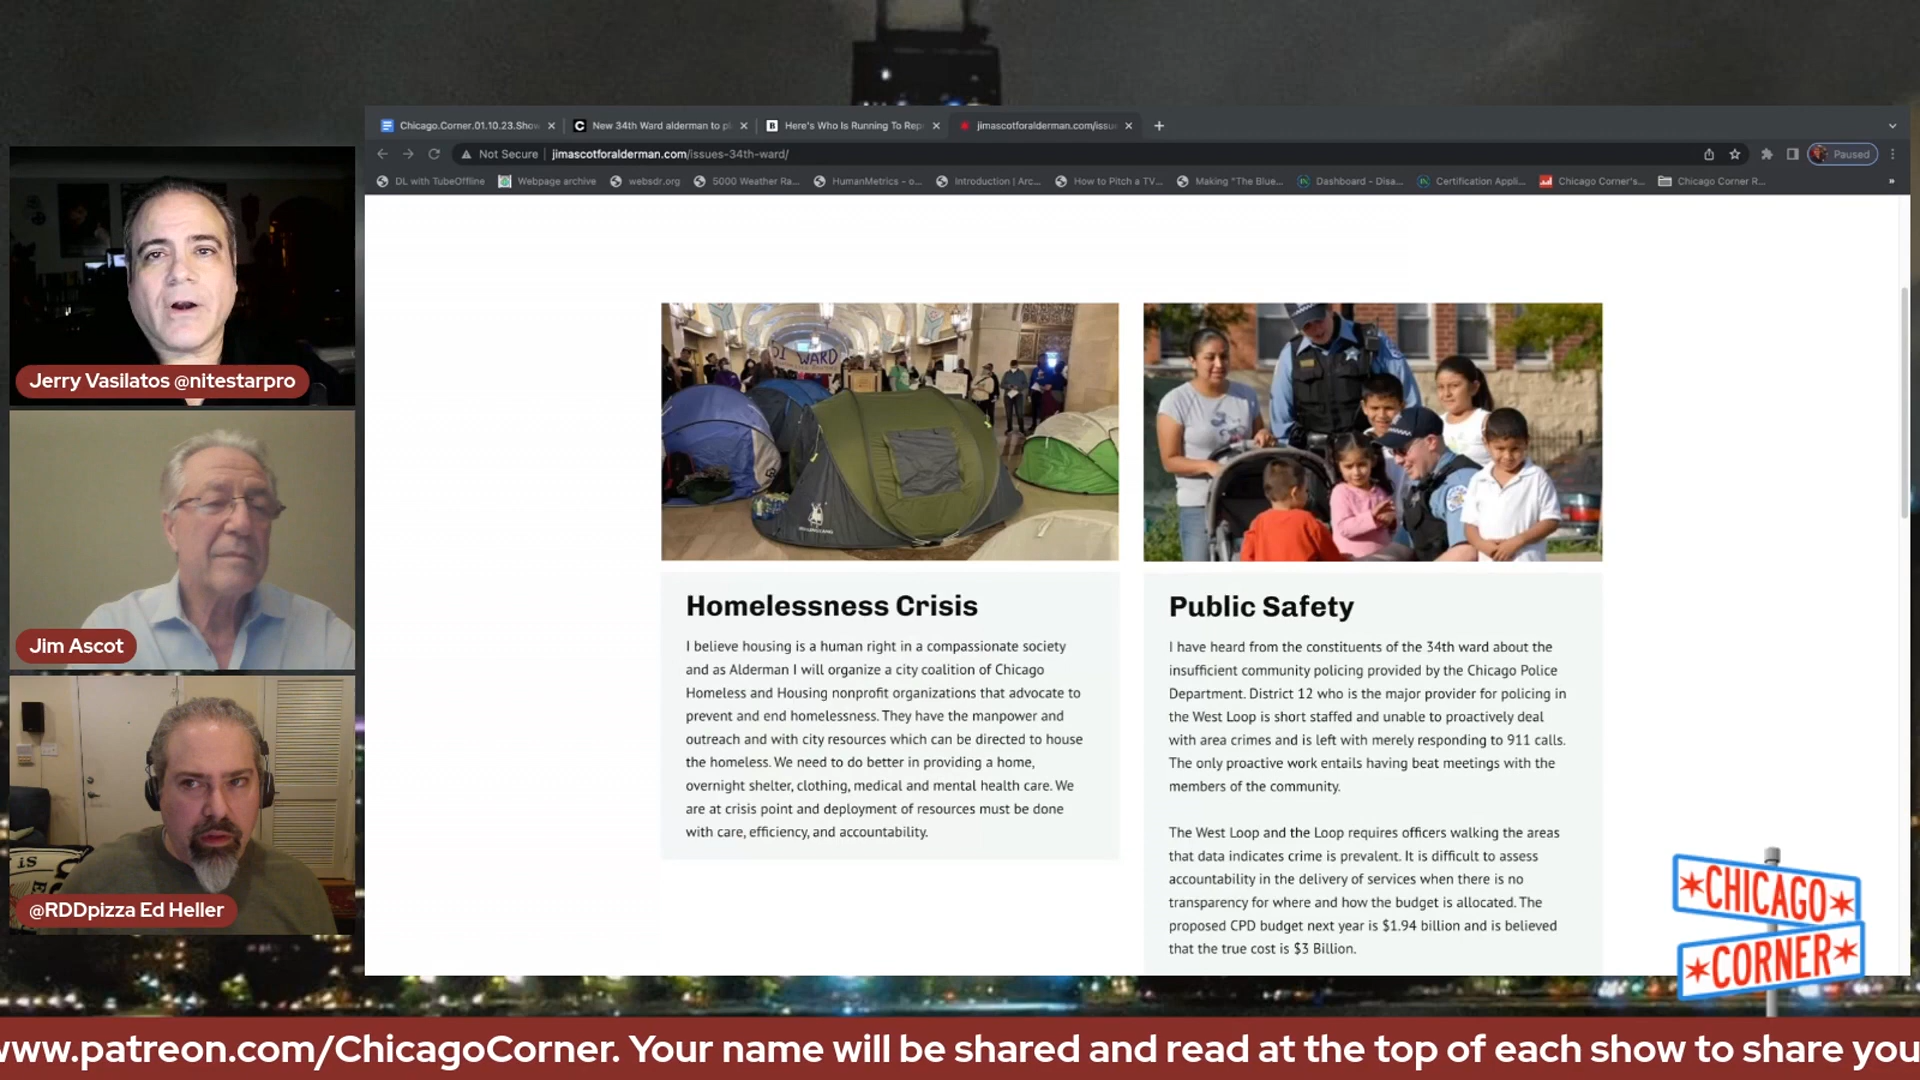 Chicago.Corner.01.10.23.Show
New 34th Ward alderman to pl
Here's Who Is Running To Rep
jimascotforalderman.com/issu
Not Secure | jimascotforalderman.com/issues-34th-ward/
Paused
DL with TubeOffline
Webpage archive
websdr.org
5000 Weather Ra...
HumanMetrics - o...
Introduction | Arc...
How to Pitch a TV...
Making "The Blue...
Dashboard - Disa...
Certification Appli...
Chicago Corner's...
Chicago Corner R...
Jerry Vasilatos @nitestarpro
Jim Ascot
@RDDpizza Ed Heller
WARD
Homelessness Crisis
I believe housing is a human right in a compassionate society
and as Alderman I will organize a city coalition of Chicago
Homeless and Housing nonprofit organizations that advocate to
prevent and end homelessness. They have the manpower and
outreach and with city resources which can be directed to house
the homeless. We need to do better in providing a home,
overnight shelter, clothing, medical and mental health care. We
are at crisis point and deployment of resources must be done
with care, efficiency, and accountability.
Public Safety
I have heard from the constituents of the 34th ward about the
insufficient community policing provided by the Chicago Police
Department. District 12 who is the major provider for policing in
the West Loop is short staffed and unable to proactively deal
with area crimes and is left with merely responding to 911 calls.
The only proactive work entails having beat meetings with the
members of the community.
The West Loop and the Loop requires officers walking the areas
that data indicates crime is prevalent. It is difficult to assess
accountability in the delivery of services when there is no
transparency for where and how the budget is allocated. The
proposed CPD budget next year is $1.94 billion and is believed
that the true cost is $3 Billion.
CHICAGO
CORNER
www.patreon.com/ChicagoCorner. Your name will be shared and read at the top of each show to share you